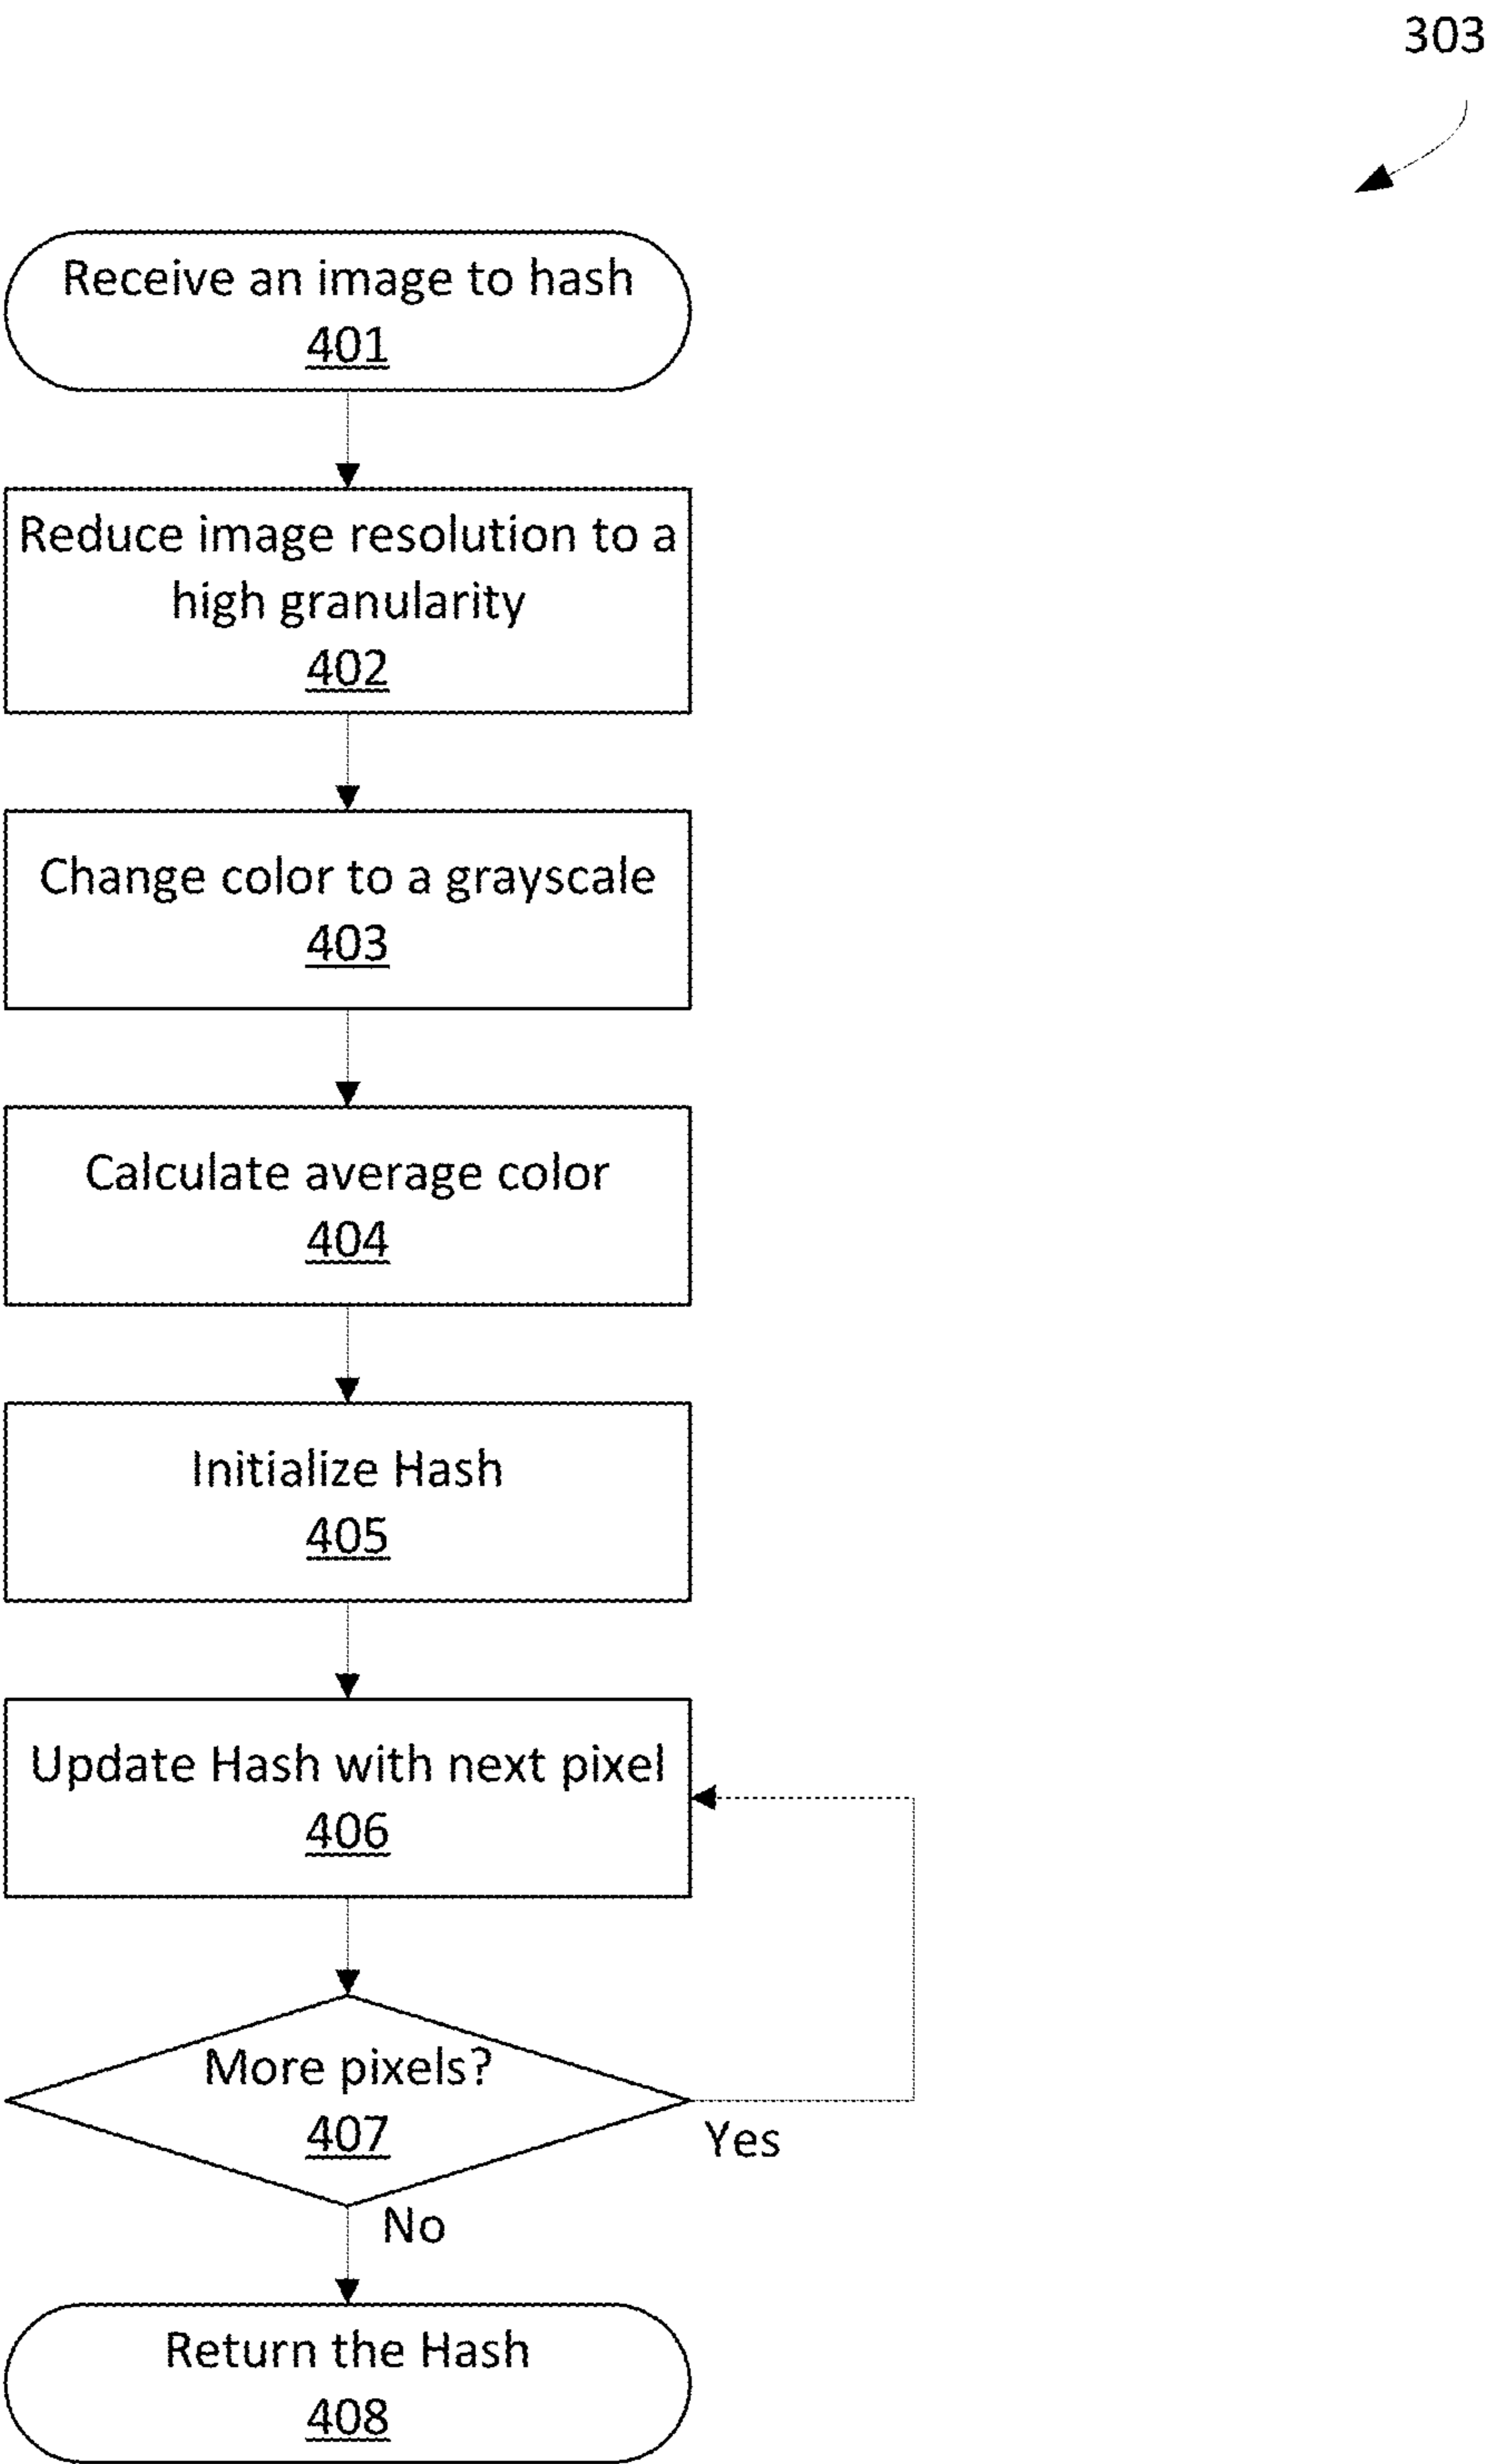 303
Receive an image to hash
401
Reduce image resolution to a
high granularity
402
Change color to a grayscale
403
Calculate average color
404
Initialize Hash
405
Update Hash with next pixel
406
More pixels?
407
Yes
No
Return the Hash
408